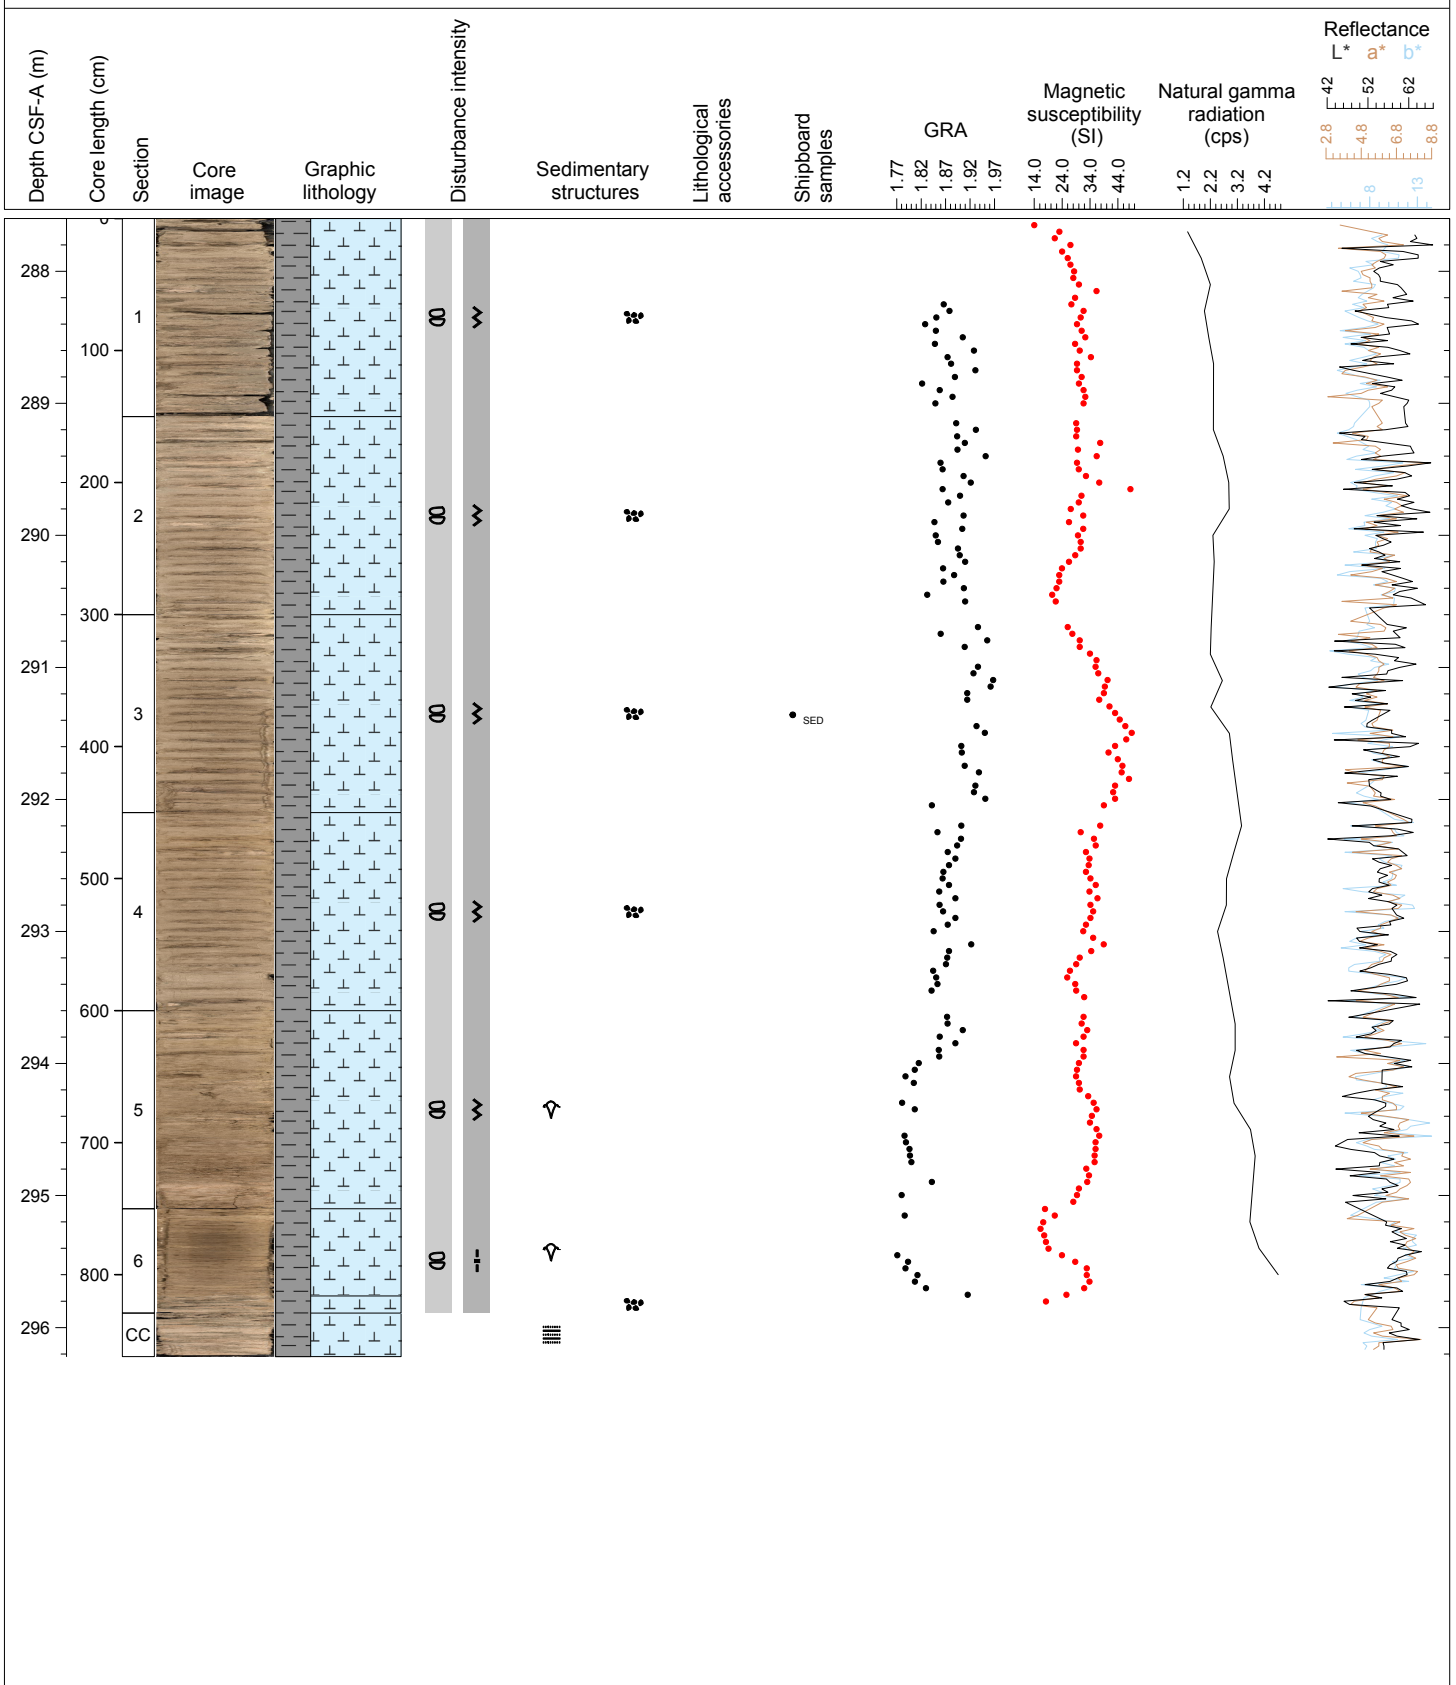 Depth CSF-A (m)
Core length (cm)
Section
Core
image
Graphic
lithology
Disturbance intensity
Sedimentary
structures
Lithological
accessories
Shipboard
samples
GRA
1.77
1.82
1.87
1.92
1.97
Magnetic
susceptibility
(SI)
14.0
24.0
34.0
44.0
Natural gamma
radiation
(cps)
1.2
2.2
3.2
4.2
Reflectance
L* a* b*
42
52
62
2.8
4.8
6.8
8.8
8
13
0
288
1
100
289
200
2
290
300
291
3
SED
400
292
500
4
293
600
294
5
700
295
6
800
296
CC